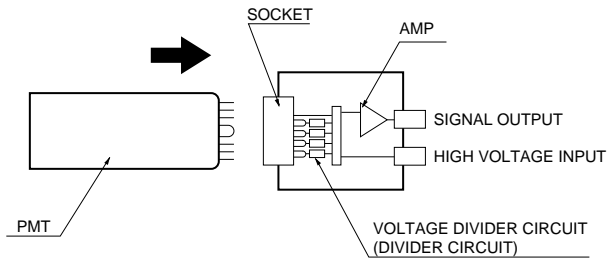 SOCKET
AMP
SIGNAL OUTPUT
HIGH VOLTAGE INPUT
PMT
VOLTAGE DIVIDER CIRCUIT
(DIVIDER CIRCUIT)